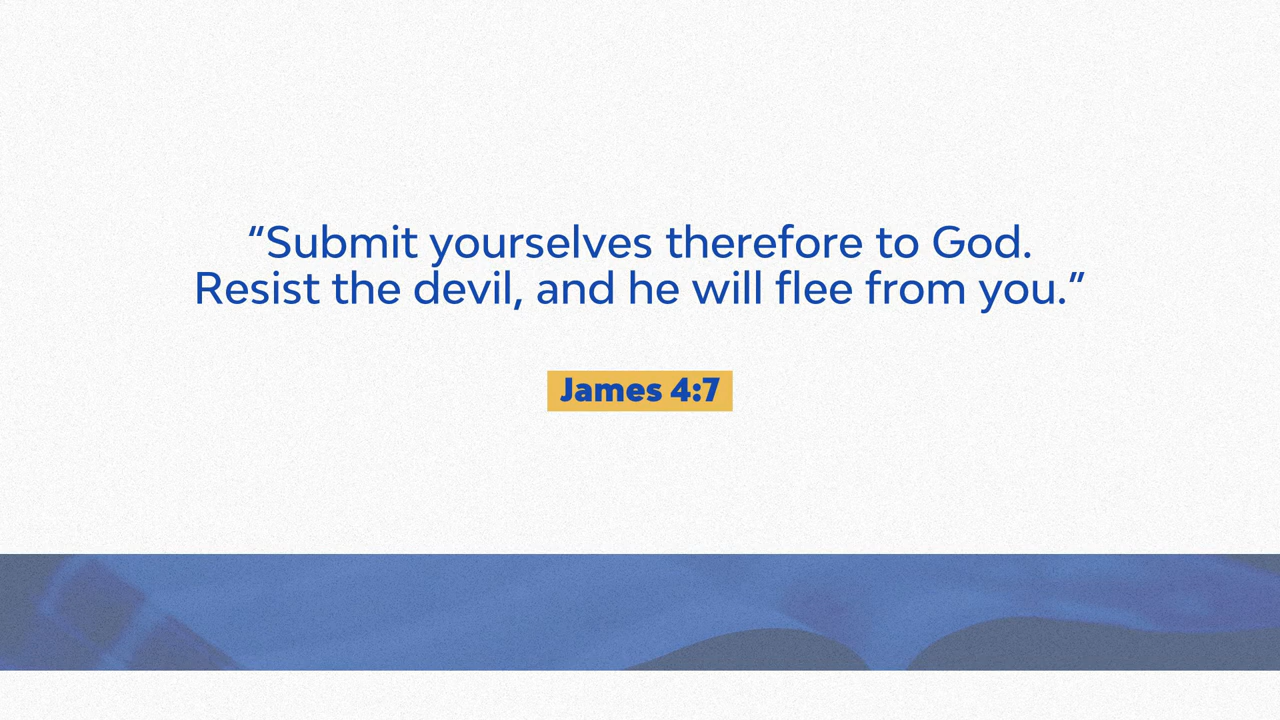 “Submit yourselves therefore to God.
Resist the devil, and he will flee from you.”
James 4:7